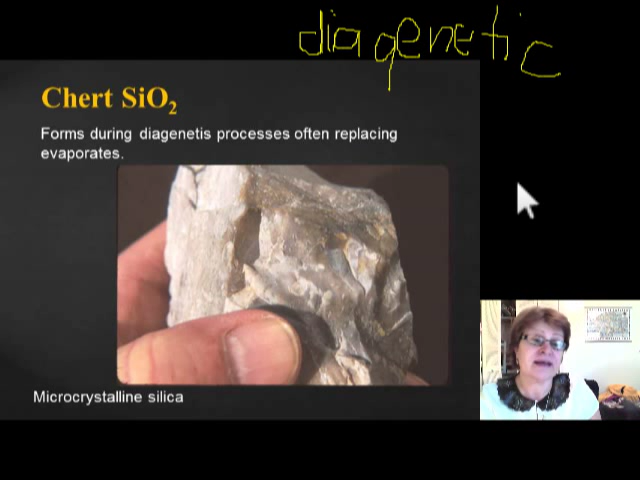 diagenetic
Chert SiO₂
Forms during diagenetis processes often replacing
evaporates.
Microcrystalline silica